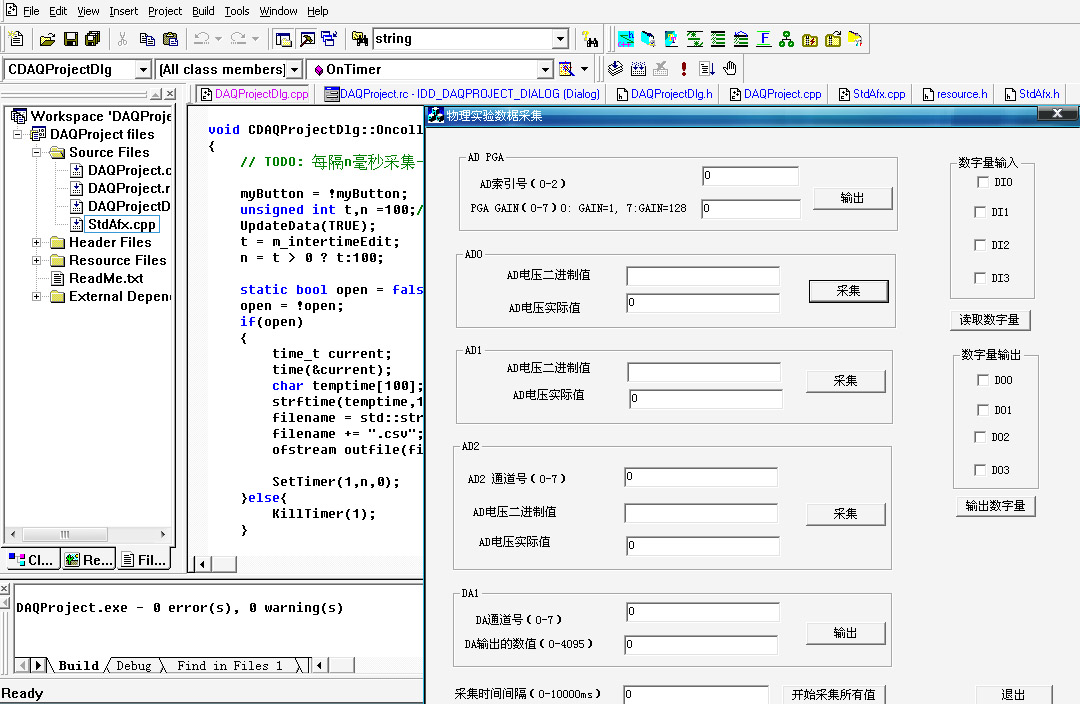 File Edit View Insert Project Build Tools Window Help
string
CDAQProjectDlg [All class members] OnTimer
DAQProjectDlg.cpp DAQProject.rc - IDD_DAQPROJECT_DIALOG (Dialog) DAQProjectDlg.h DAQProject.cpp StdAfx.cpp resource.h StdAfx.h
Workspace 'DAQProje
DAQProject files
Source Files
DAQProject.c
DAQProject.r
DAQProjectD
StdAfx.cpp
Header Files
Resource Files
ReadMe.txt
External Depen
Cl... Re... Fil...
void CDAQProjectDlg::Oncoll
{
// TODO: 每隔n毫秒采集
myButton = !myButton;
unsigned int t,n =100;/
UpdateData(TRUE);
t = m_intertimeEdit;
n = t > 0 ? t:100;
static bool open = fals
open = !open;
if(open)
{
time_t current;
time(&current);
char temptime[100];
strftime(temptime,1
filename = std::str
filename += ".csv";
ofstream outfile(fi
SetTimer(1,n,0);
}else{
KillTimer(1);
}
物理实验数据采集
X
AD PGA
AD索引号(0-2)
0
PGA GAIN(0-7)0: GAIN=1, 7:GAIN=128
0
输出
AD0
AD电压二进制值
AD电压实际值
0
采集
AD1
AD电压二进制值
AD电压实际值
0
采集
AD2
AD2 通道号(0-7)
0
AD电压二进制值
AD电压实际值
0
采集
DA1
DA通道号(0-7)
0
DA输出的数值(0-4095)
0
输出
采集时间间隔(0-10000ms)
0
开始采集所有值
退出
数字量输入
DI0
DI1
DI2
DI3
读取数字量
数字量输出
DO0
DO1
DO2
DO3
输出数字量
DAQProject.exe - 0 error(s), 0 warning(s)
Build Debug Find in Files 1
Ready